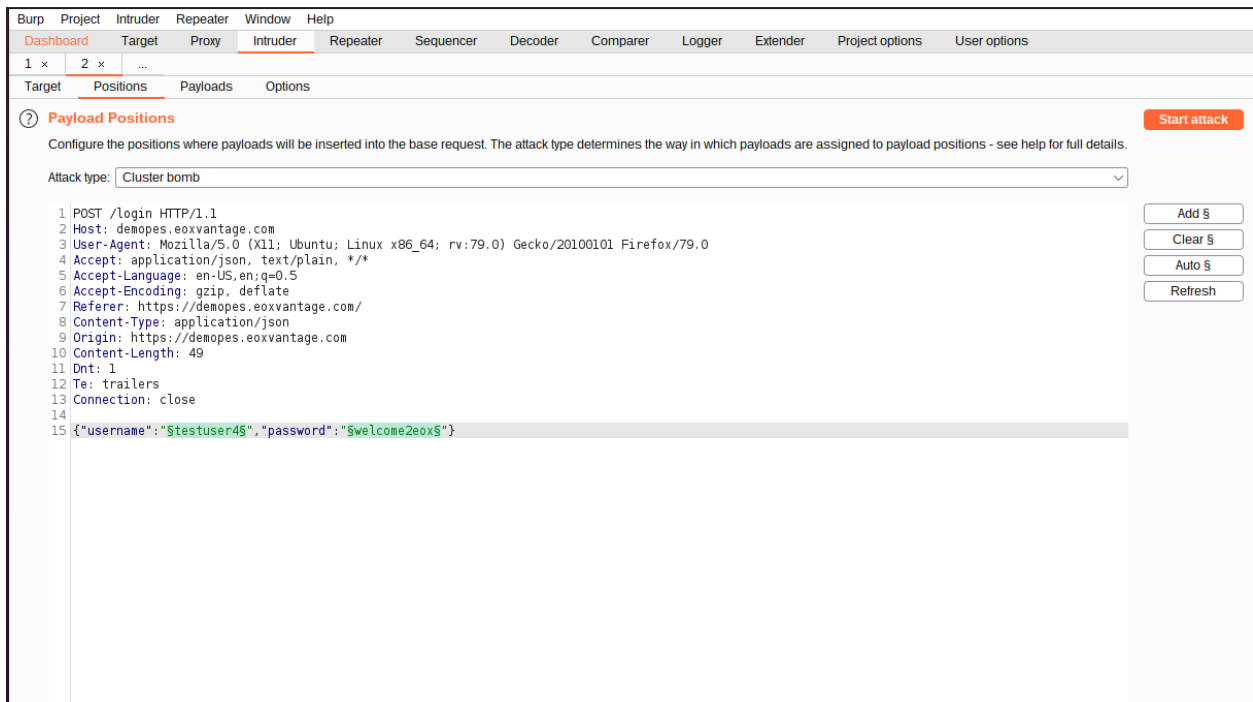 Burp Project Intruder Repeater Window Help
Dashboard Target Proxy Intruder Repeater Sequencer Decoder Comparer Logger Extender Project options User options
1 × 2 × ...
Target Positions Payloads Options
? Payload Positions Start attack
Configure the positions where payloads will be inserted into the base request. The attack type determines the way in which payloads are assigned to payload positions - see help for full details.
Attack type: Cluster bomb
1 POST /login HTTP/1.1
2 Host: demopes.eoxvantage.com
3 User-Agent: Mozilla/5.0 (X11; Ubuntu; Linux x86_64; rv:79.0) Gecko/20100101 Firefox/79.0
4 Accept: application/json, text/plain, */*
5 Accept-Language: en-US,en;q=0.5
6 Accept-Encoding: gzip, deflate
7 Referer: https://demopes.eoxvantage.com/
8 Content-Type: application/json
9 Origin: https://demopes.eoxvantage.com
10 Content-Length: 49
11 Dnt: 1
12 Te: trailers
13 Connection: close
14
15 {"username":"§testuser4§","password":"§welcome2eox§"}
Add §
Clear §
Auto §
Refresh